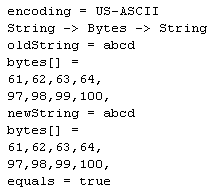 encoding = US-ASCII
String -> Bytes -> String
oldString = abcd
bytes[] =
61,62,63,64,
97,98,99,100,
newString = abcd
bytes[] =
61,62,63,64,
97,98,99,100,
equals = true